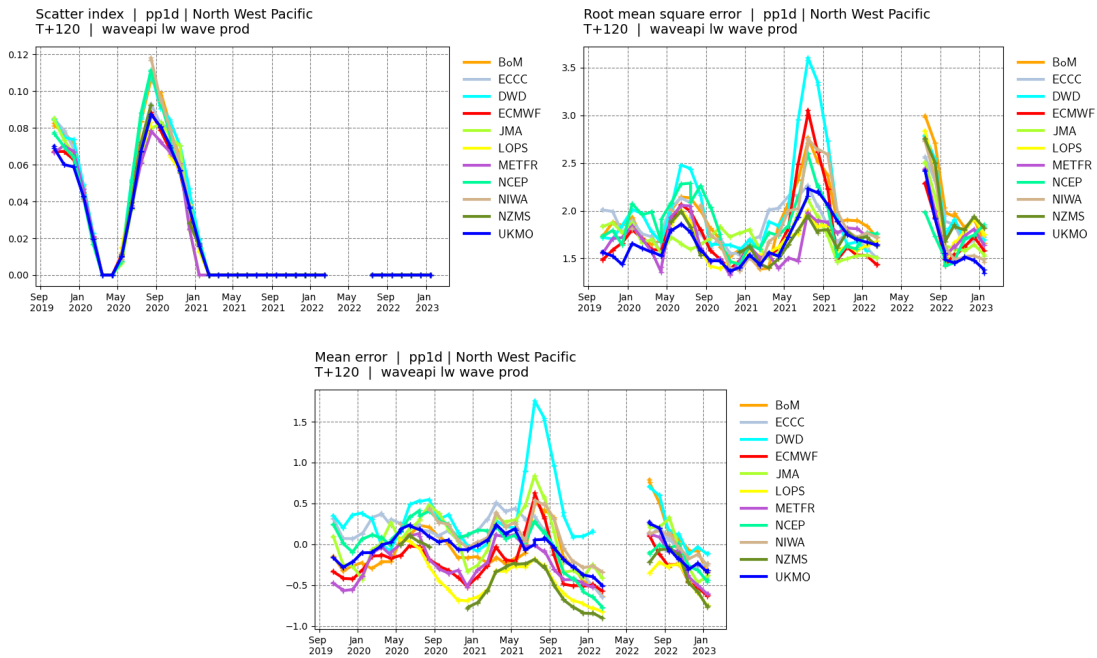 Scatter index | pp1d | North West Pacific
T+120 | waveapi lw wave prod
0.12
0.10
0.08
0.06
0.04
0.02
0.00
Sep Jan May Sep Jan May Sep Jan May Sep Jan
2019 2020 2020 2020 2021 2021 2021 2022 2022 2022 2023
BoM
ECCC
DWD
ECMWF
JMA
LOPS
METFR
NCEP
NIWA
NZMS
UKMO
Root mean square error | pp1d | North West Pacific
T+120 | waveapi lw wave prod
3.5
3.0
2.5
2.0
1.5
Sep Jan May Sep Jan May Sep Jan May Sep Jan
2019 2020 2020 2020 2021 2021 2021 2022 2022 2022 2023
BoM
ECCC
DWD
ECMWF
JMA
LOPS
METFR
NCEP
NIWA
NZMS
UKMO
Mean error | pp1d | North West Pacific
T+120 | waveapi lw wave prod
1.5
1.0
0.5
0.0
−0.5
−1.0
Sep Jan May Sep Jan May Sep Jan May Sep Jan
2019 2020 2020 2020 2021 2021 2021 2022 2022 2022 2023
BoM
ECCC
DWD
ECMWF
JMA
LOPS
METFR
NCEP
NIWA
NZMS
UKMO